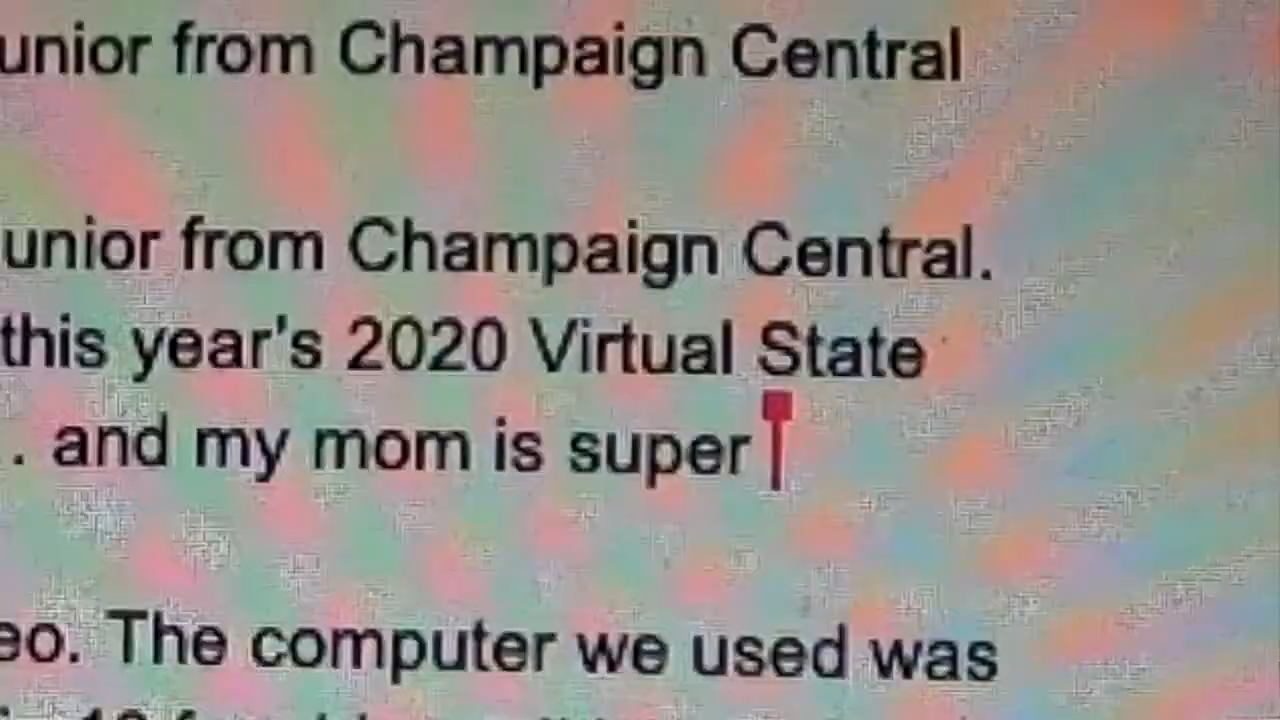 unior from Champaign Central
unior from Champaign Central.
this year's 2020 Virtual State
. and my mom is super
eo. The computer we used was